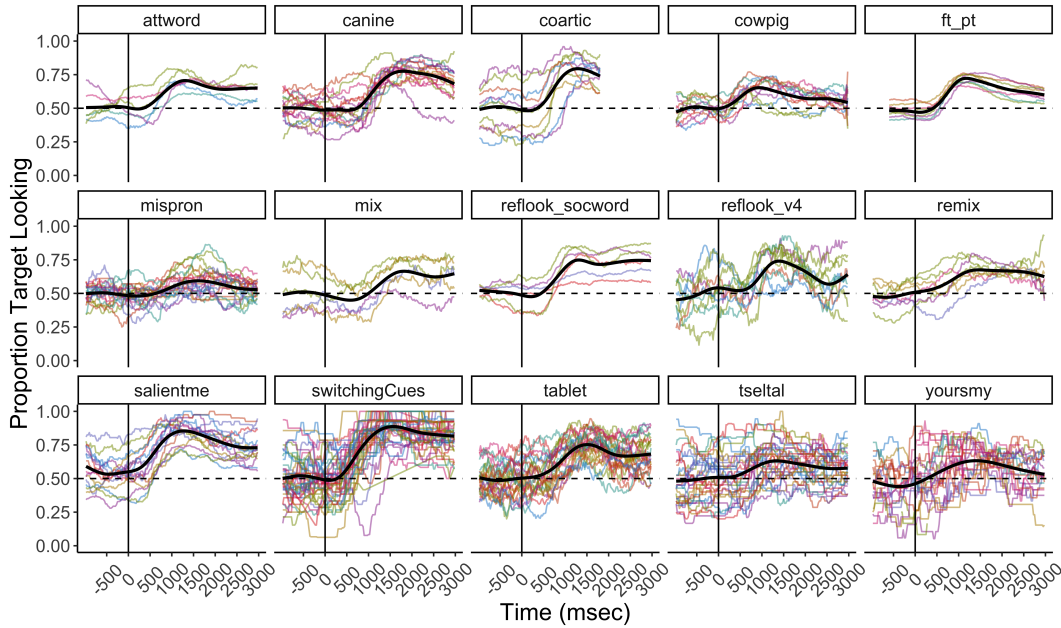 attword canine coartic cowpig ft_pt
1.00
0.75
0.50
0.25
0.00
mispron mix reflook_socword reflook_v4 remix
1.00
0.75
0.50
0.25
0.00
salientme switchingCues tablet tseltal yoursmy
1.00
0.75
0.50
0.25
0.00
-500 0 500 1000 1500 2000 2500 3000 -500 0 500 1000 1500 2000 2500 3000 -500 0 500 1000 1500 2000 2500 3000 -500 0 500 1000 1500 2000 2500 3000 -500 0 500 1000 1500 2000 2500 3000
Time (msec)
Proportion Target Looking